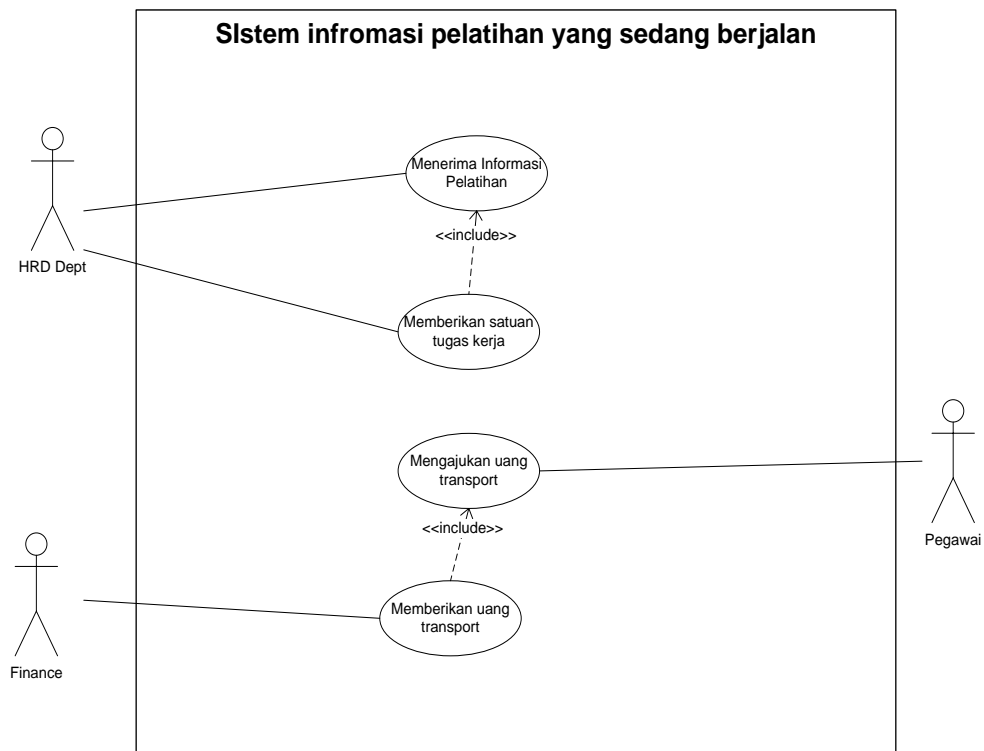 SIstem infromasi pelatihan yang sedang berjalan
Menerima Informasi
Pelatihan
<<include>>
HRD Dept
Memberikan satuan
tugas kerja
Mengajukan uang
transport
<<include>>
Pegawai
Memberikan uang
transport
Finance